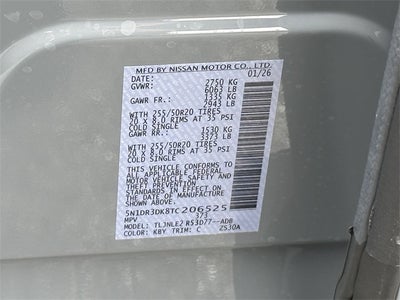 MFD BY NISSAN MOTOR CO., LTD.
DATE: 01/26
GVWR: 2750 KG
6063 LB
GAWR FR.: 1335 KG
2943 LB
WITH 255/50R20 TIRES
20 X 8.0 RIMS AT 35 PSI
COLD SINGLE
GAWR RR.: 1530 KG
3373 LB
WITH 255/50R20 TIRES
20 X 8.0 RIMS AT 35 PSI
COLD SINGLE
THIS VEHICLE CONFORMS TO
ALL APPLICABLE FEDERAL
MOTOR VEHICLE SAFETY AND
THEFT PREVENTION
STANDARDS IN EFFECT ON
THE DATE OF MANUFACTURE
SHOWN ABOVE.
5N1DR3DK8TC206525
MPV 373
MODEL: TLJNLE2 R53D77--ADB
COLOR: KBY TRIM: C ZS30A